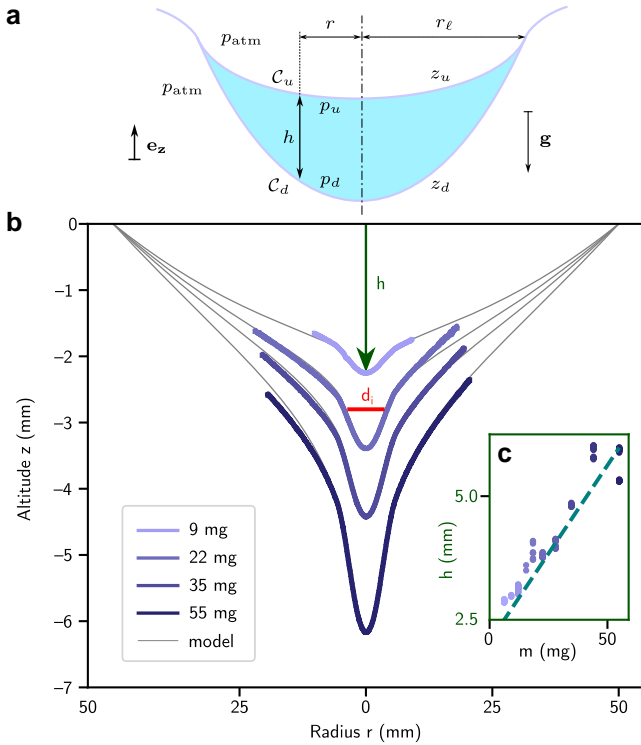 a
r
r_ℓ
p_atm
p_atm
C_u
z_u
p_u
e_z
h
g
C_d
p_d
z_d
b
0
−1
−2
−3
−4
−5
−6
−7
Altitude z (mm)
h
d_i
9 mg
22 mg
35 mg
55 mg
model
c
5.0
2.5
h (mm)
0
50
m (mg)
50
25
0
25
50
Radius r (mm)